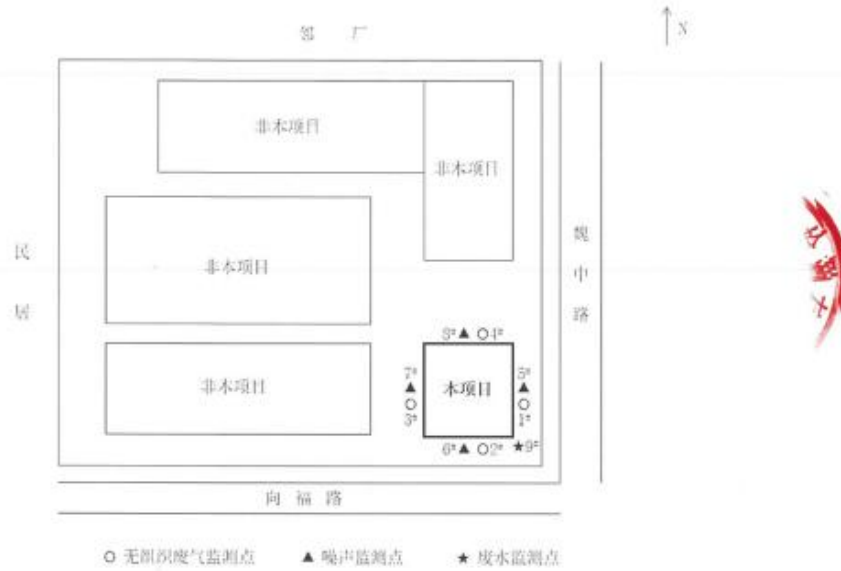 邻 厂
N
非本项目
非本项目
非本项目
民居
魏中路
8# ▲ ○4#
非本项目
7# ▲ ○ 3#
本项目
5# ▲ ○ 1#
6# ▲ ○2# ★9#
向 福 路
○ 无组织废气监测点 ▲ 噪声监测点 ★ 废水监测点